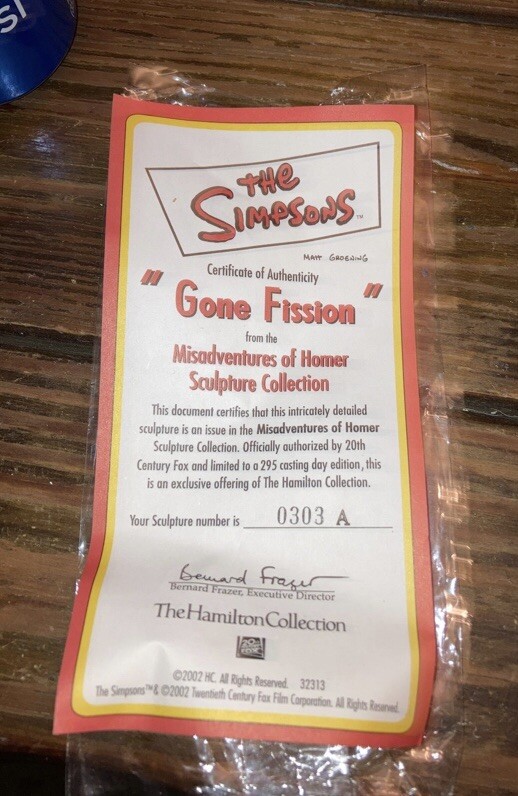 THE
SIMPSONS™
MATT GROENING
Certificate of Authenticity
"Gone Fission"
from the
Misadventures of Homer
Sculpture Collection
This document certifies that this intricately detailed
sculpture is an issue in the Misadventures of Homer
Sculpture Collection. Officially authorized by 20th
Century Fox and limited to a 295 casting day edition, this
is an exclusive offering of The Hamilton Collection.
Your Sculpture number is 0303 A
Bernard Frazer
Bernard Frazer, Executive Director
The Hamilton Collection
20th
©2002 HC. All Rights Reserved. 32313
The Simpsons™ & ©2002 Twentieth Century Fox Film Corporation. All Rights Reserved.